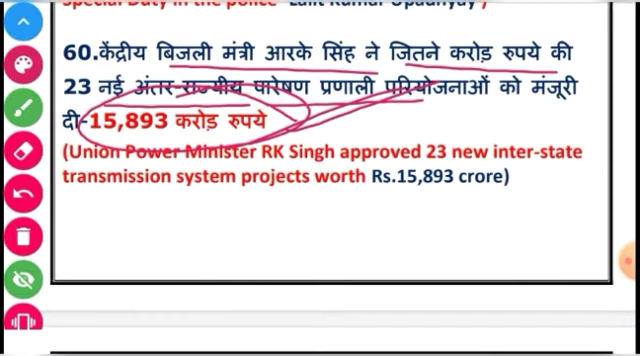 60.केंद्रीय बिजली मंत्री आरके सिंह ने जितने करोड़ रुपये की
23 नई अंतर-राज्यीय पारेषण प्रणाली परियोजनाओं को मंजूरी
दी-15,893 करोड़ रुपये
(Union Power Minister RK Singh approved 23 new inter-state
transmission system projects worth Rs.15,893 crore)